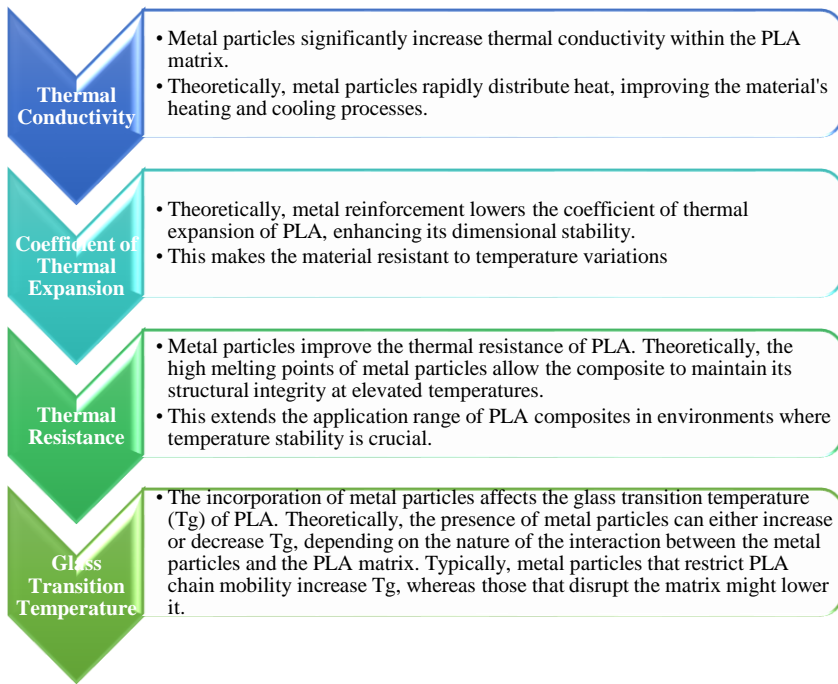 Thermal
Conductivity
• Metal particles significantly increase thermal conductivity within the PLA
matrix.
• Theoretically, metal particles rapidly distribute heat, improving the material's
heating and cooling processes.
Coefficient of
Thermal
Expansion
• Theoretically, metal reinforcement lowers the coefficient of thermal
expansion of PLA, enhancing its dimensional stability.
• This makes the material resistant to temperature variations
Thermal
Resistance
• Metal particles improve the thermal resistance of PLA. Theoretically, the
high melting points of metal particles allow the composite to maintain its
structural integrity at elevated temperatures.
• This extends the application range of PLA composites in environments where
temperature stability is crucial.
Glass
Transition
Temperature
• The incorporation of metal particles affects the glass transition temperature
(Tg) of PLA. Theoretically, the presence of metal particles can either increase
or decrease Tg, depending on the nature of the interaction between the metal
particles and the PLA matrix. Typically, metal particles that restrict PLA
chain mobility increase Tg, whereas those that disrupt the matrix might lower
it.